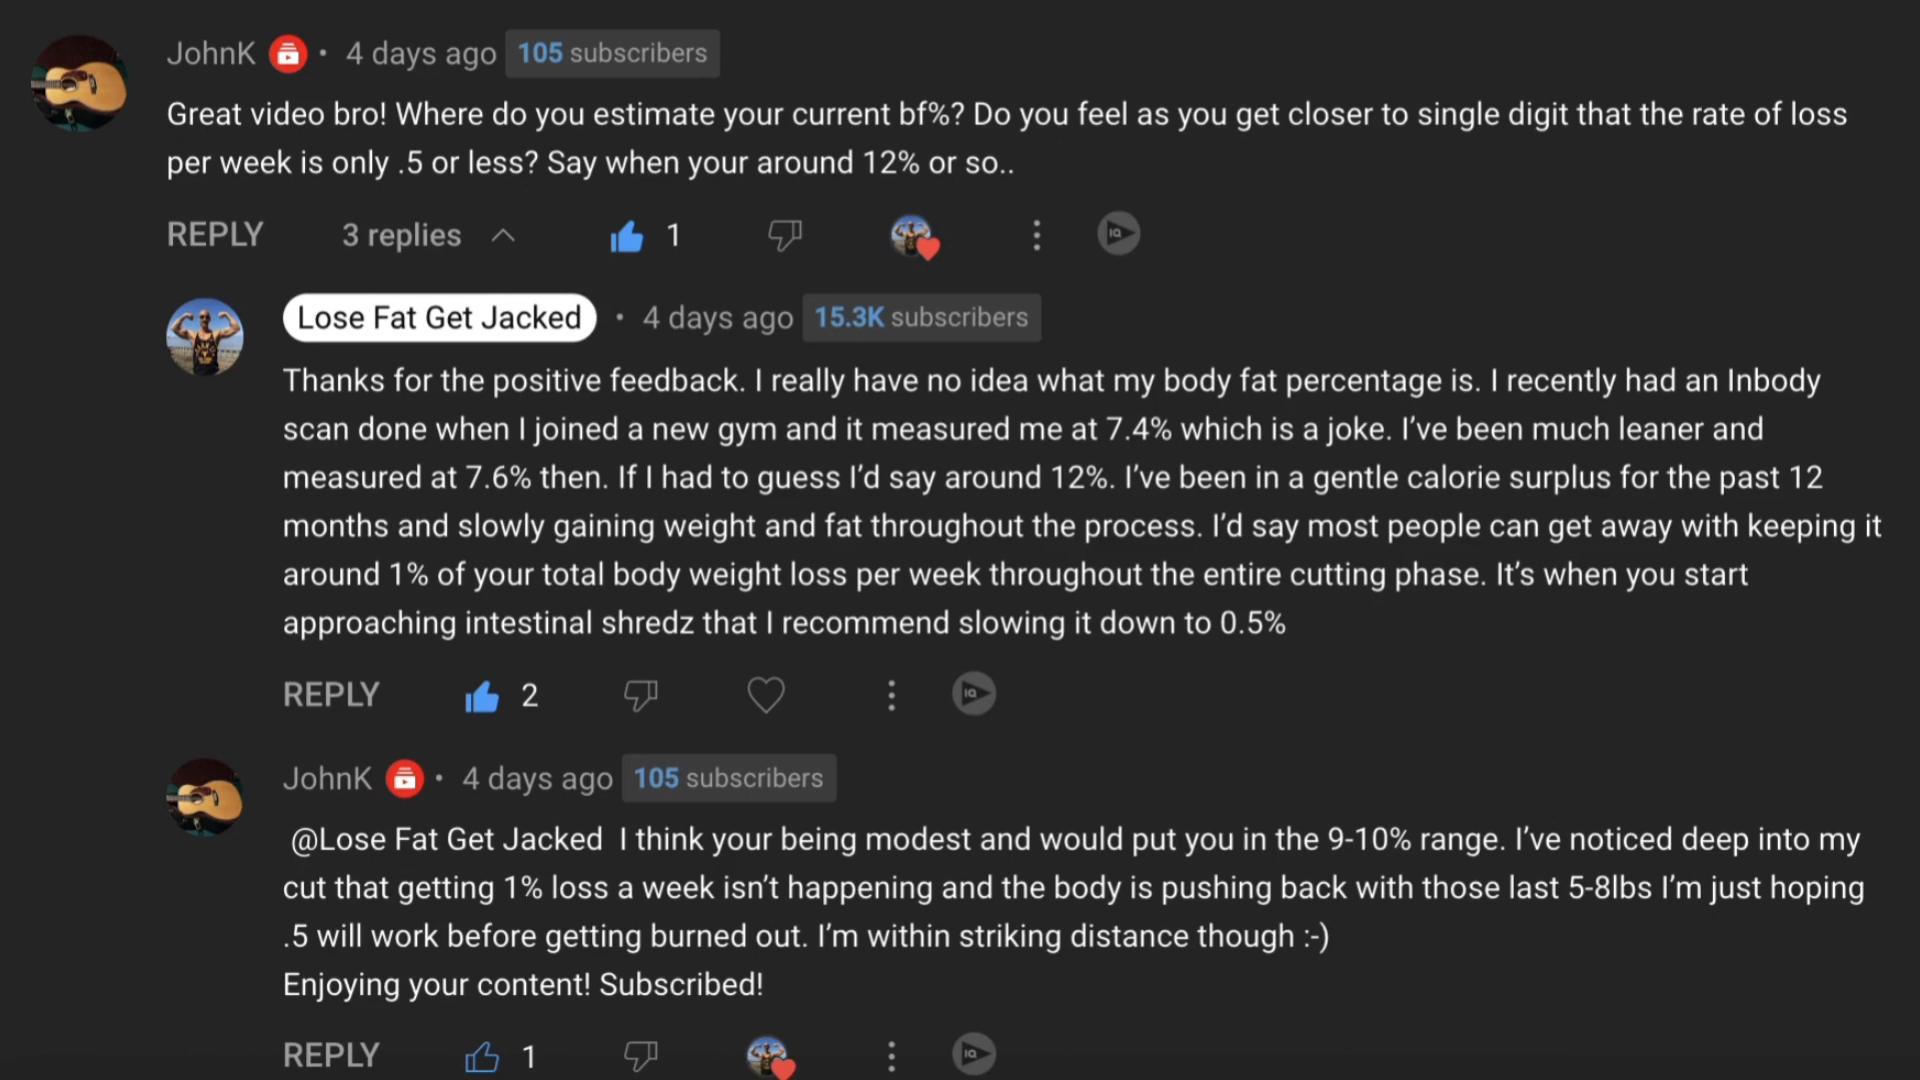 JohnK • 4 days ago 105 subscribers
Great video bro! Where do you estimate your current bf%? Do you feel as you get closer to single digit that the rate of loss
per week is only .5 or less? Say when your around 12% or so..
REPLY 3 replies 1 IQ
Lose Fat Get Jacked • 4 days ago 15.3K subscribers
Thanks for the positive feedback. I really have no idea what my body fat percentage is. I recently had an Inbody
scan done when I joined a new gym and it measured me at 7.4% which is a joke. I’ve been much leaner and
measured at 7.6% then. If I had to guess I’d say around 12%. I’ve been in a gentle calorie surplus for the past 12
months and slowly gaining weight and fat throughout the process. I’d say most people can get away with keeping it
around 1% of your total body weight loss per week throughout the entire cutting phase. It’s when you start
approaching intestinal shredz that I recommend slowing it down to 0.5%
REPLY 2 IQ
JohnK • 4 days ago 105 subscribers
@Lose Fat Get Jacked I think your being modest and would put you in the 9-10% range. I’ve noticed deep into my
cut that getting 1% loss a week isn’t happening and the body is pushing back with those last 5-8lbs I’m just hoping
.5 will work before getting burned out. I’m within striking distance though :-)
Enjoying your content! Subscribed!
REPLY 1 IQ